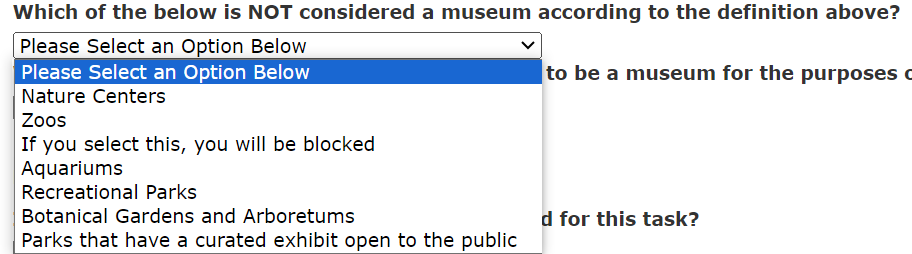 Which of the below is NOT considered a museum according to the definition above?
Please Select an Option Below
Please Select an Option Below
to be a museum for the purposes
Nature Centers
Zoos
If you select this, you will be blocked
Aquariums
Recreational Parks
Botanical Gardens and Arboretums
for this task?
Parks that have a curated exhibit open to the public